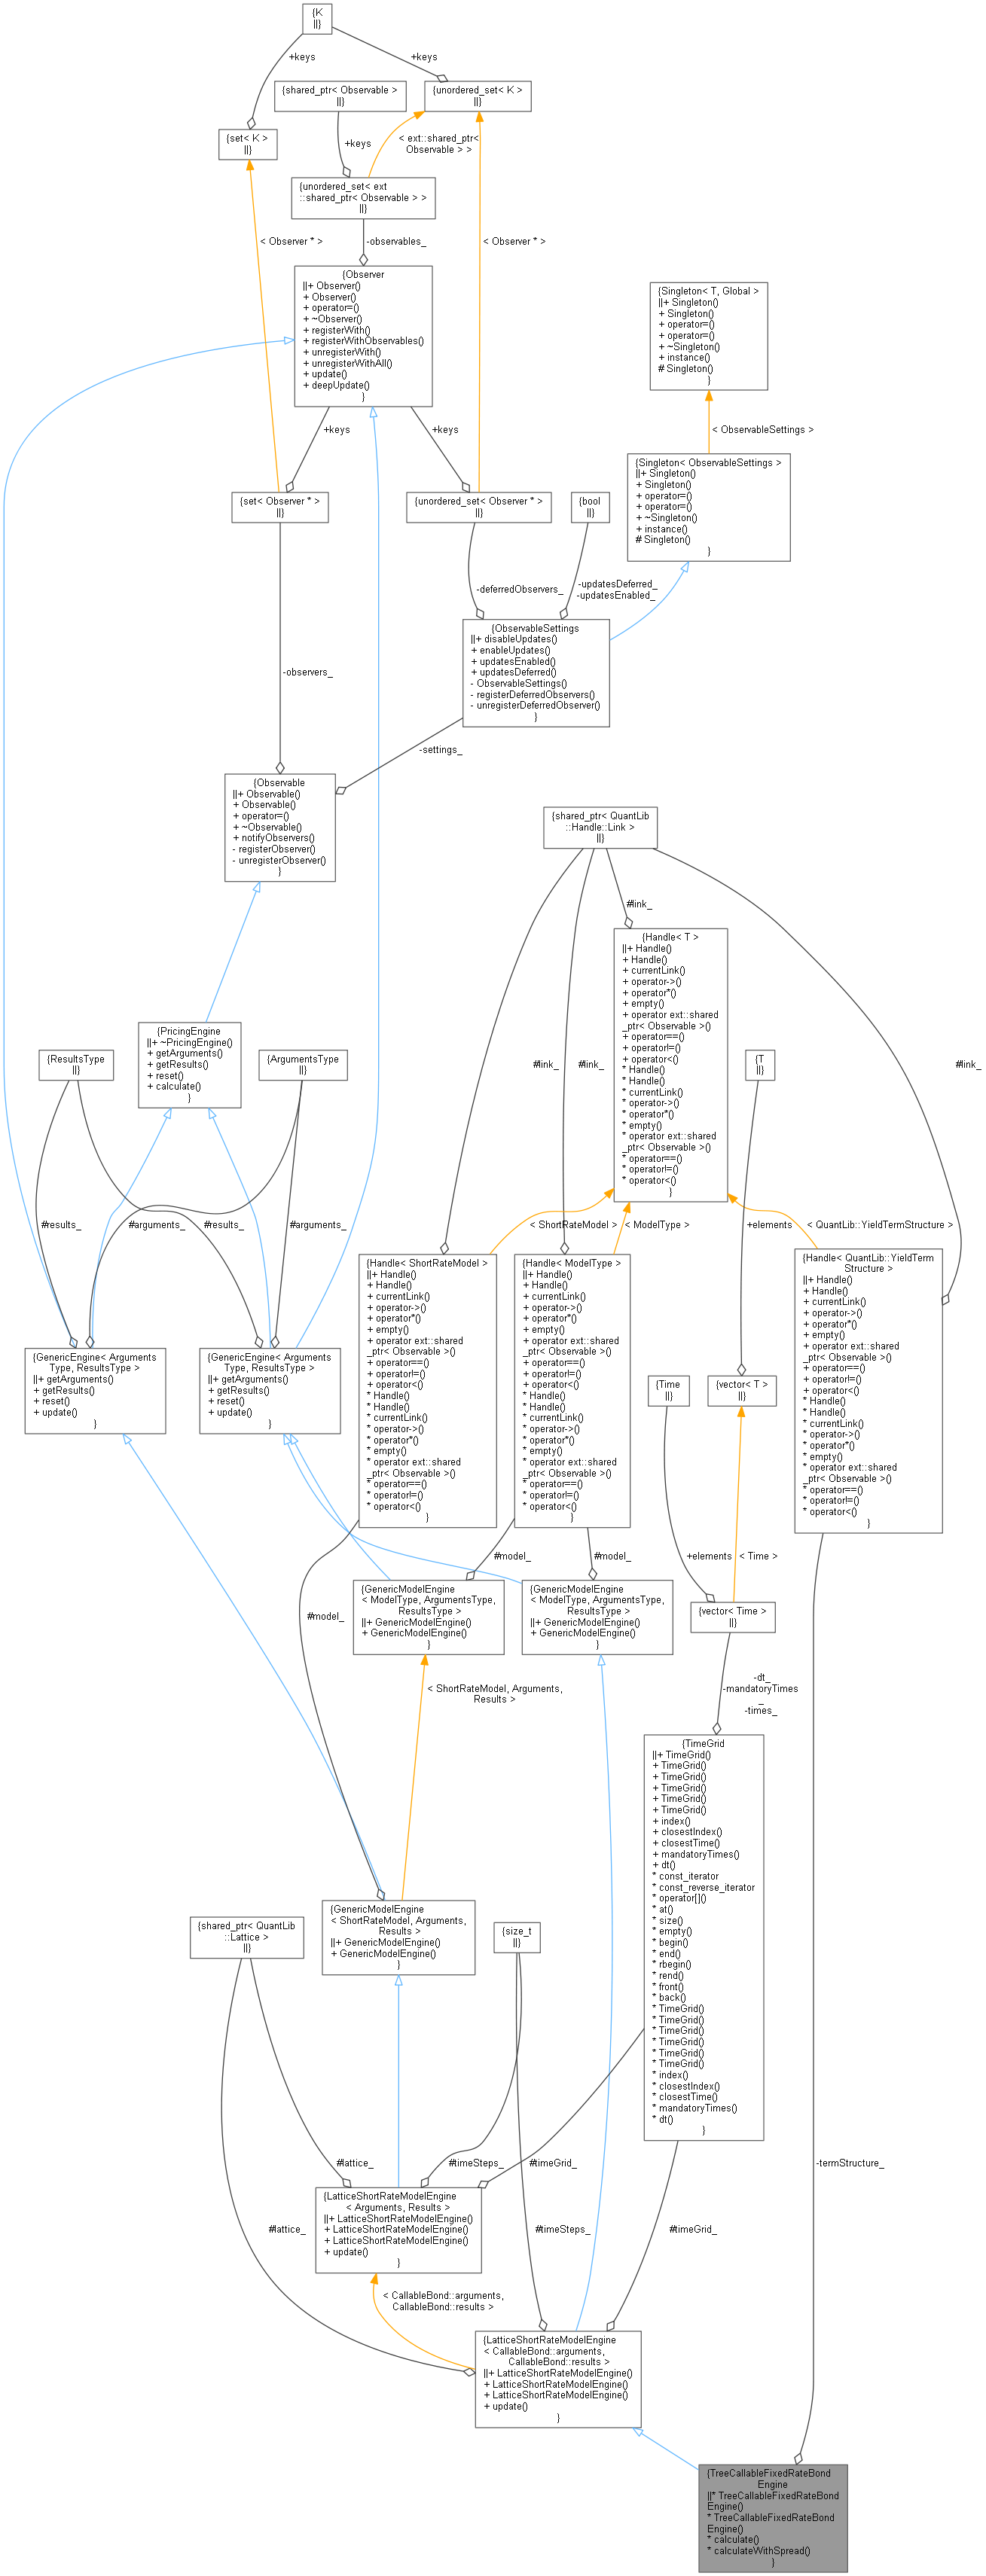 {K
||}
+keys
+keys
{shared_ptr< Observable >
||}
{unordered_set< K >
||}
{set< K >
||}
+keys
< ext::shared_ptr<
Observable > >
{unordered_set< ext
::shared_ptr< Observable > >
||}
< Observer * >
-observables_
< Observer * >
{Observer
||+ Observer()
+ Observer()
+ operator=()
+ ~Observer()
+ registerWith()
+ registerWithObservables()
+ unregisterWith()
+ unregisterWithAll()
+ update()
+ deepUpdate()
}
{Singleton< T, Global >
||+ Singleton()
+ Singleton()
+ operator=()
+ operator=()
+ ~Singleton()
+ instance()
# Singleton()
}
+keys
+keys
< ObservableSettings >
{Singleton< ObservableSettings >
||+ Singleton()
+ Singleton()
+ operator=()
+ operator=()
+ ~Singleton()
+ instance()
# Singleton()
}
{set< Observer * >
||}
{unordered_set< Observer * >
||}
{bool
||}
-deferredObservers_
-updatesDeferred_
-updatesEnabled_
{ObservableSettings
||+ disableUpdates()
+ enableUpdates()
+ updatesEnabled()
+ updatesDeferred()
- ObservableSettings()
- registerDeferredObservers()
- unregisterDeferredObserver()
}
-observers_
-settings_
{Observable
||+ Observable()
+ Observable()
+ operator=()
+ ~Observable()
+ notifyObservers()
- registerObserver()
- unregisterObserver()
}
{shared_ptr< QuantLib
::Handle::Link >
||}
#link_
{Handle< T >
||+ Handle()
+ Handle()
+ currentLink()
+ operator->()
+ operator*()
+ empty()
+ operator ext::shared
_ptr< Observable >()
+ operator==()
+ operator!=()
+ operator<()
* Handle()
* Handle()
* currentLink()
* operator->()
* operator*()
* empty()
* operator ext::shared
_ptr< Observable >()
* operator==()
* operator!=()
* operator<()
}
{PricingEngine
||+ ~PricingEngine()
+ getArguments()
+ getResults()
+ reset()
+ calculate()
}
{ResultsType
||}
{ArgumentsType
||}
{T
||}
#link_
#link_
#link_
#results_
#arguments_
#results_
#arguments_
< ShortRateModel >
< ModelType >
+elements
< QuantLib::YieldTermStructure >
{Handle< ShortRateModel >
||+ Handle()
+ Handle()
+ currentLink()
+ operator->()
+ operator*()
+ empty()
+ operator ext::shared
_ptr< Observable >()
+ operator==()
+ operator!=()
+ operator<()
* Handle()
* Handle()
* currentLink()
* operator->()
* operator*()
* empty()
* operator ext::shared
_ptr< Observable >()
* operator==()
* operator!=()
* operator<()
}
{Handle< ModelType >
||+ Handle()
+ Handle()
+ currentLink()
+ operator->()
+ operator*()
+ empty()
+ operator ext::shared
_ptr< Observable >()
+ operator==()
+ operator!=()
+ operator<()
* Handle()
* Handle()
* currentLink()
* operator->()
* operator*()
* empty()
* operator ext::shared
_ptr< Observable >()
* operator==()
* operator!=()
* operator<()
}
{Handle< QuantLib::YieldTerm
Structure >
||+ Handle()
+ Handle()
+ currentLink()
+ operator->()
+ operator*()
+ empty()
+ operator ext::shared
_ptr< Observable >()
+ operator==()
+ operator!=()
+ operator<()
* Handle()
* Handle()
* currentLink()
* operator->()
* operator*()
* empty()
* operator ext::shared
_ptr< Observable >()
* operator==()
* operator!=()
* operator<()
}
{GenericEngine< Arguments
Type, ResultsType >
||+ getArguments()
+ getResults()
+ reset()
+ update()
}
{GenericEngine< Arguments
Type, ResultsType >
||+ getArguments()
+ getResults()
+ reset()
+ update()
}
{Time
||}
{vector< T >
||}
#model_
#model_
+elements
< Time >
#model_
{GenericModelEngine
< ModelType, ArgumentsType,
ResultsType >
||+ GenericModelEngine()
+ GenericModelEngine()
}
{GenericModelEngine
< ModelType, ArgumentsType,
ResultsType >
||+ GenericModelEngine()
+ GenericModelEngine()
}
{vector< Time >
||}
< ShortRateModel, Arguments,
Results >
-dt_
-mandatoryTimes
_
-times_
{TimeGrid
||+ TimeGrid()
+ TimeGrid()
+ TimeGrid()
+ TimeGrid()
+ TimeGrid()
+ TimeGrid()
+ index()
+ closestIndex()
+ closestTime()
+ mandatoryTimes()
+ dt()
* const_iterator
* const_reverse_iterator
* operator[]()
* at()
* size()
* empty()
* begin()
* end()
* rbegin()
* rend()
* front()
* back()
* TimeGrid()
* TimeGrid()
* TimeGrid()
* TimeGrid()
* TimeGrid()
* TimeGrid()
* index()
* closestIndex()
* closestTime()
* mandatoryTimes()
* dt()
}
{GenericModelEngine
< ShortRateModel, Arguments,
Results >
||+ GenericModelEngine()
+ GenericModelEngine()
}
{shared_ptr< QuantLib
::Lattice >
||}
{size_t
||}
#lattice_
#timeSteps_
#timeGrid_
-termStructure_
{LatticeShortRateModelEngine
< Arguments, Results >
||+ LatticeShortRateModelEngine()
+ LatticeShortRateModelEngine()
+ LatticeShortRateModelEngine()
+ update()
}
#lattice_
#timeSteps_
#timeGrid_
< CallableBond::arguments,
CallableBond::results >
{LatticeShortRateModelEngine
< CallableBond::arguments,
CallableBond::results >
||+ LatticeShortRateModelEngine()
+ LatticeShortRateModelEngine()
+ LatticeShortRateModelEngine()
+ update()
}
{TreeCallableFixedRateBond
Engine
||* TreeCallableFixedRateBond
Engine()
* TreeCallableFixedRateBond
Engine()
* calculate()
* calculateWithSpread()
}